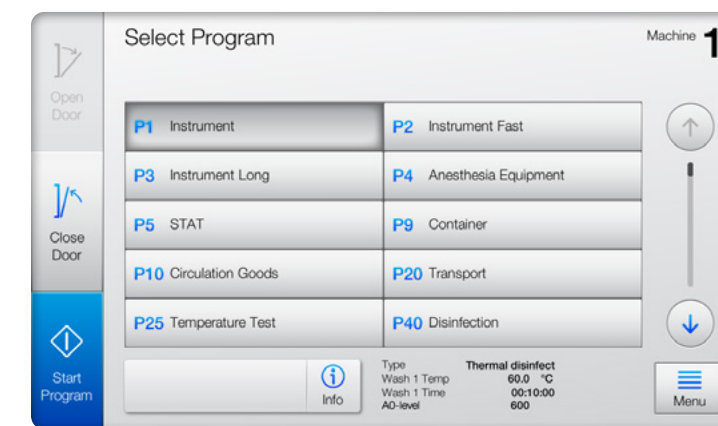 Select Program
Machine 1
Open
Door
P1 Instrument
P2 Instrument Fast
P3 Instrument Long
P4 Anesthesia Equipment
Close
Door
P5 STAT
P9 Container
P10 Circulation Goods
P20 Transport
P25 Temperature Test
P40 Disinfection
Start
Program
Info
Type Thermal disinfect
Wash 1 Temp 60.0 °C
Wash 1 Time 00:10:00
A0-level 600
Menu